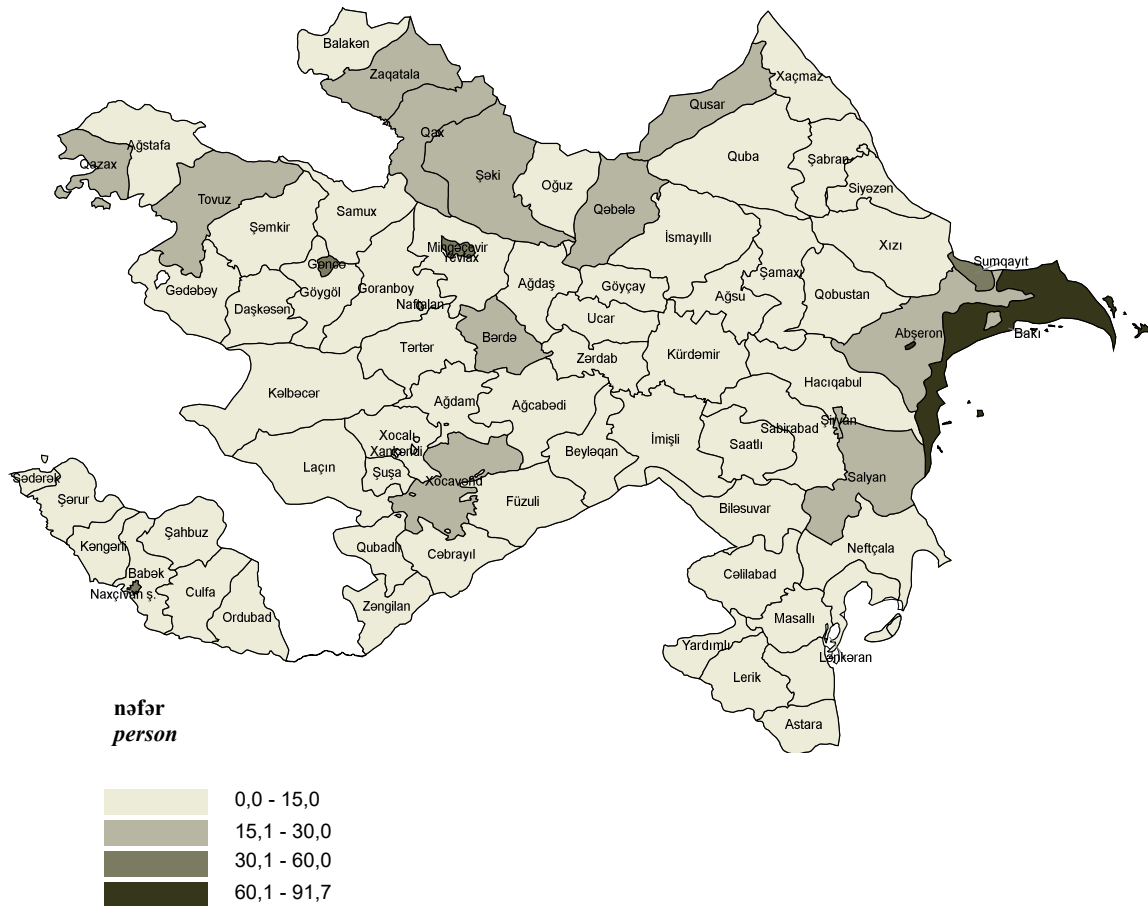 Balakən
Zaqatala
Xaçmaz
Qusar
Qax
Ağstafa
Quba
Şabran
Qazax
Şəki
Oğuz
Siyəzən
Tovuz
Samux
Qəbələ
Şəmkir
İsmayıllı
Xızı
Mingəçevir
Yevlax
Gəncə
Sumqayıt
Şamaxı
Gədəbəy
Göygöl
Goranboy
Ağdaş
Göyçay
Ağsu
Qobustan
Daşkəsən
Naftalan
Ucar
Abşeron
Bakı
Tərtər
Bərdə
Zərdab
Kürdəmir
Hacıqabul
Kəlbəcər
Ağdam
Ağcabədi
Şirvan
Sabirabad
Xocalı
İmişli
Saatlı
Xankəndi
Beyləqan
Laçın
Şuşa
Xocavənd
Salyan
Sədərək
Şərur
Füzuli
Biləsuvar
Şahbuz
Kəngərli
Qubadlı
Cəbrayıl
Neftçala
Babək
Cəlilabad
Naxçıvan ş.
Culfa
Zəngilan
Ordubad
Masallı
Yardımlı
Lənkəran
Lerik
Astara
nəfər
person
0,0 - 15,0
15,1 - 30,0
30,1 - 60,0
60,1 - 91,7